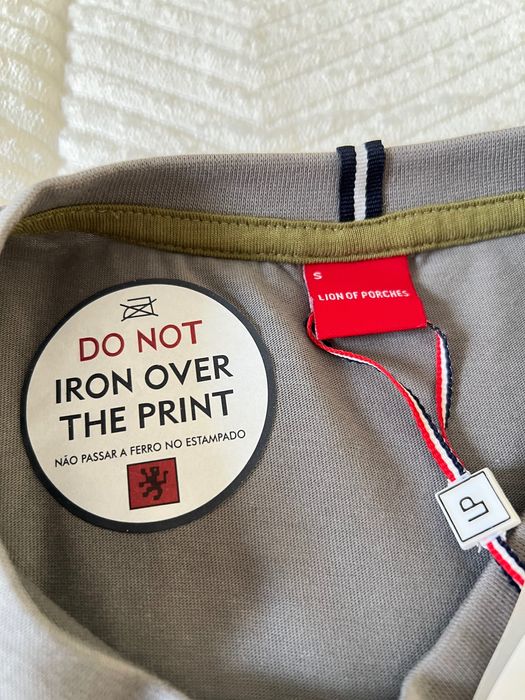 DO NOT
IRON OVER
THE PRINT
NÃO PASSAR A FERRO NO ESTAMPADO
S
LION OF PORCHES
LP